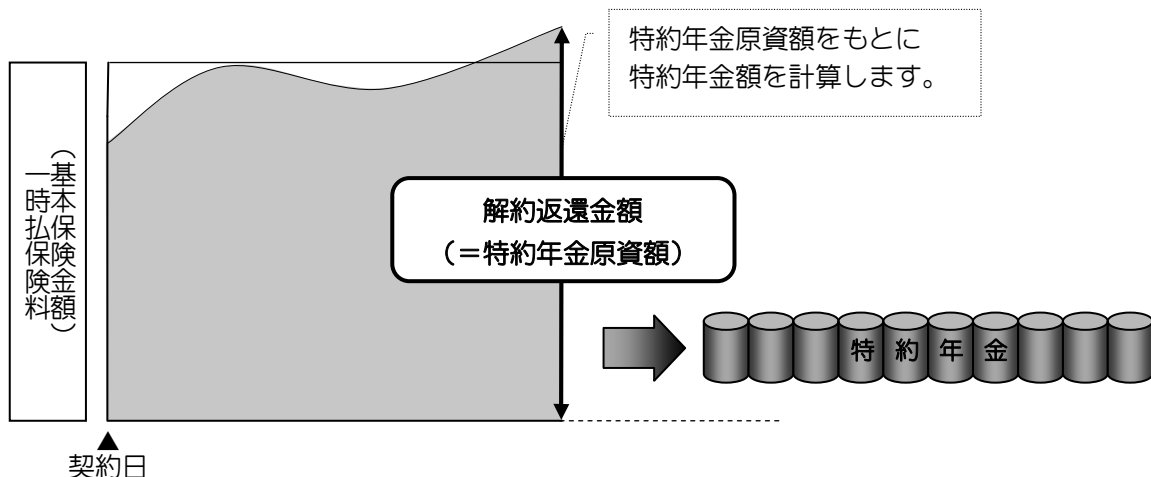 特約年金原資額をもとに
特約年金額を計算します。
一時払保険料
（基本保険金額）
解約返還金額
（＝特約年金原資額）
特約年金
▲
契約日